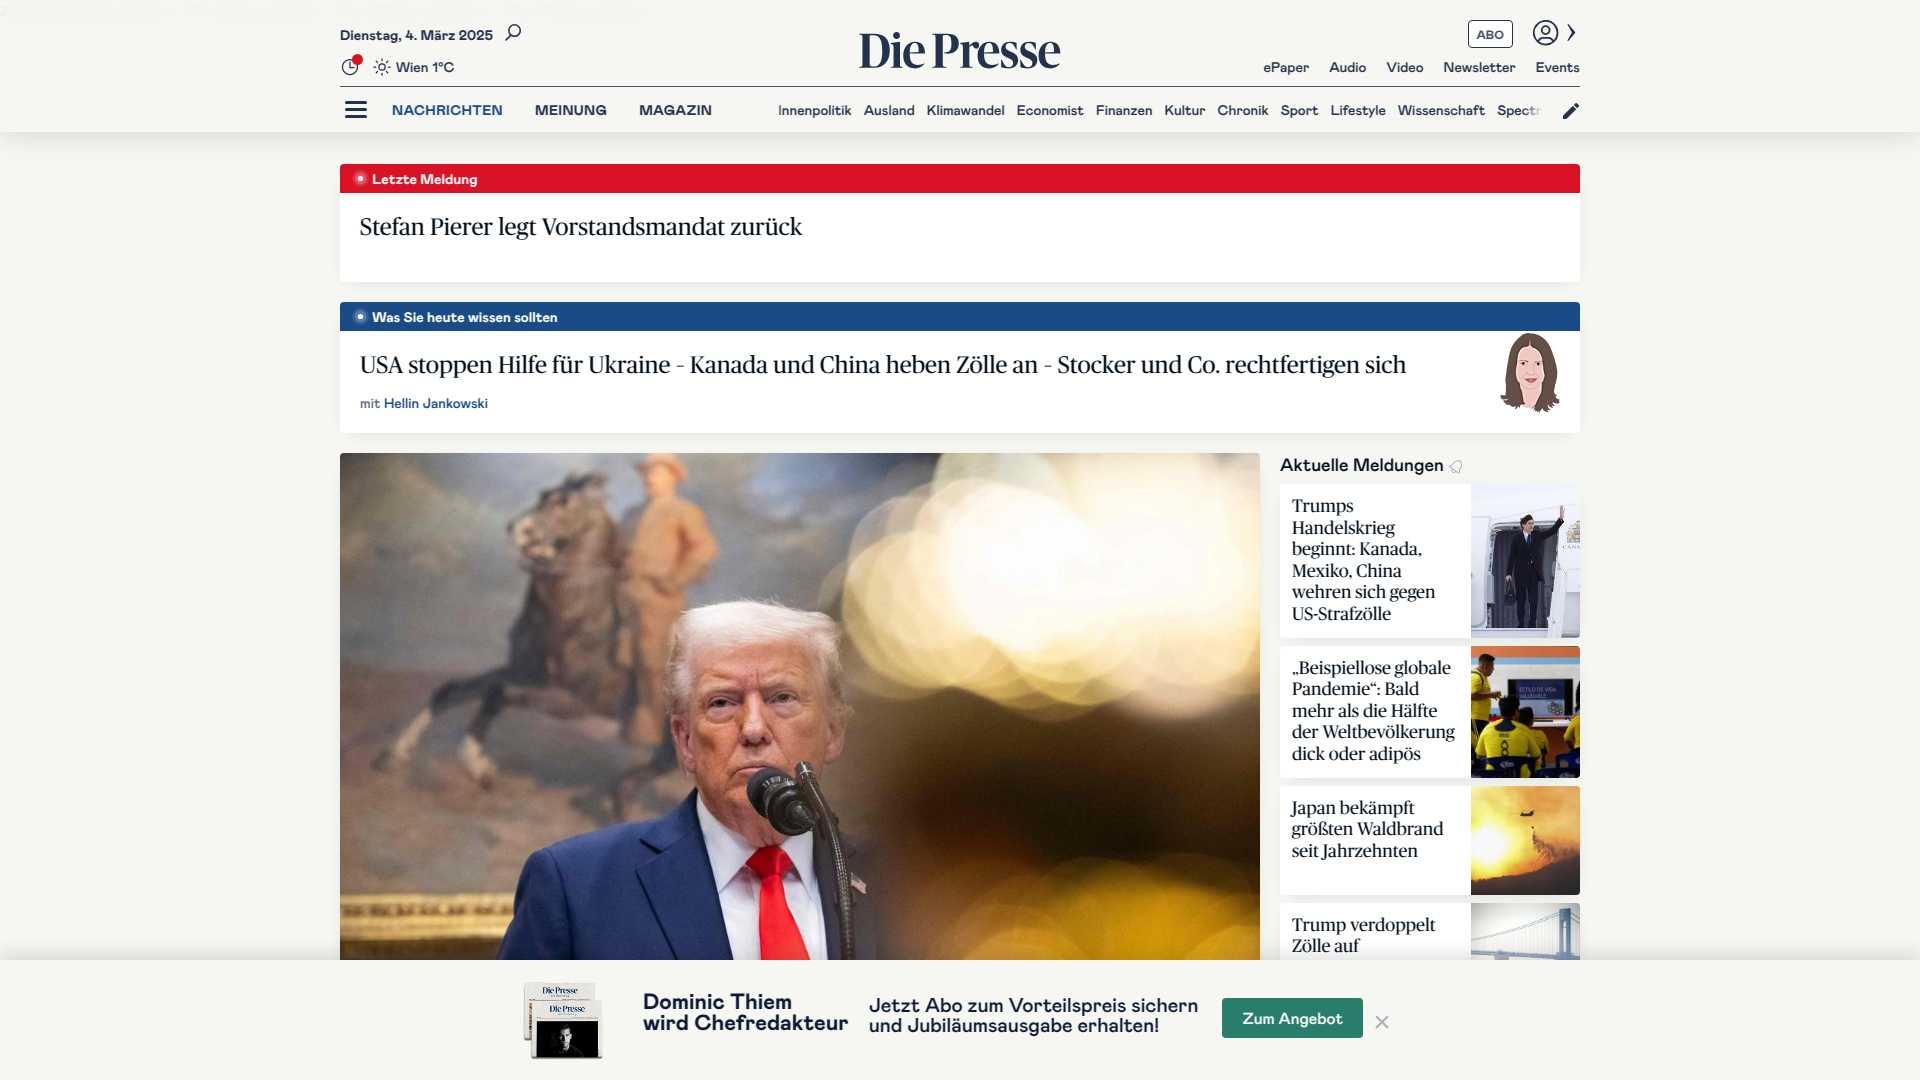 Dienstag, 4. März 2025
Die Presse
ABO
Wien 1°C
ePaper Audio Video Newsletter Events
NACHRICHTEN MEINUNG MAGAZIN
Innenpolitik Ausland Klimawandel Economist Finanzen Kultur Chronik Sport Lifestyle Wissenschaft
Letzte Meldung
Stefan Pierer legt Vorstandsmandat zurück
Was Sie heute wissen sollten
USA stoppen Hilfe für Ukraine – Kanada und China heben Zölle an – Stocker und Co. rechtfertigen sich
mit Hellin Jankowski
Aktuelle Meldungen
Trumps
Handelskrieg
beginnt: Kanada,
Mexiko, China
wehren sich gegen
US-Strafzölle
„Beispiellose globale
Pandemie“: Bald
mehr als die Hälfte
der Weltbevölkerung
dick oder adipös
Japan bekämpft
größten Waldbrand
seit Jahrzehnten
Trump verdoppelt
Zölle auf
Die Presse
Die Presse
Dominic Thiem
wird Chefredakteur
Jetzt Abo zum Vorteilspreis sichern
und Jubiläumsausgabe erhalten!
Zum Angebot